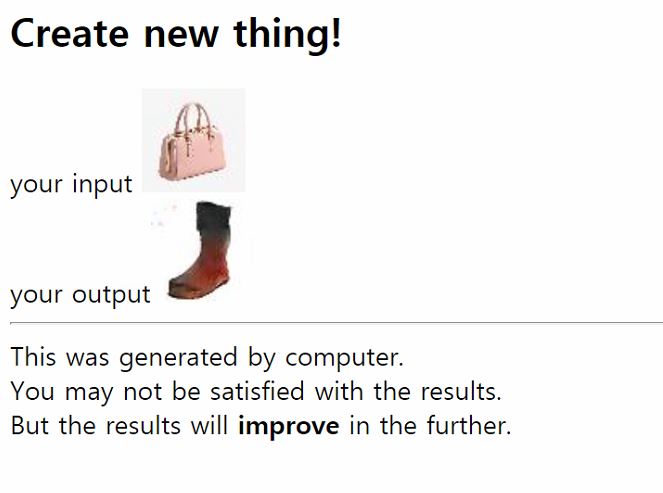 Create new thing!
your input
your output
This was generated by computer.
You may not be satisfied with the results.
But the results will improve in the further.